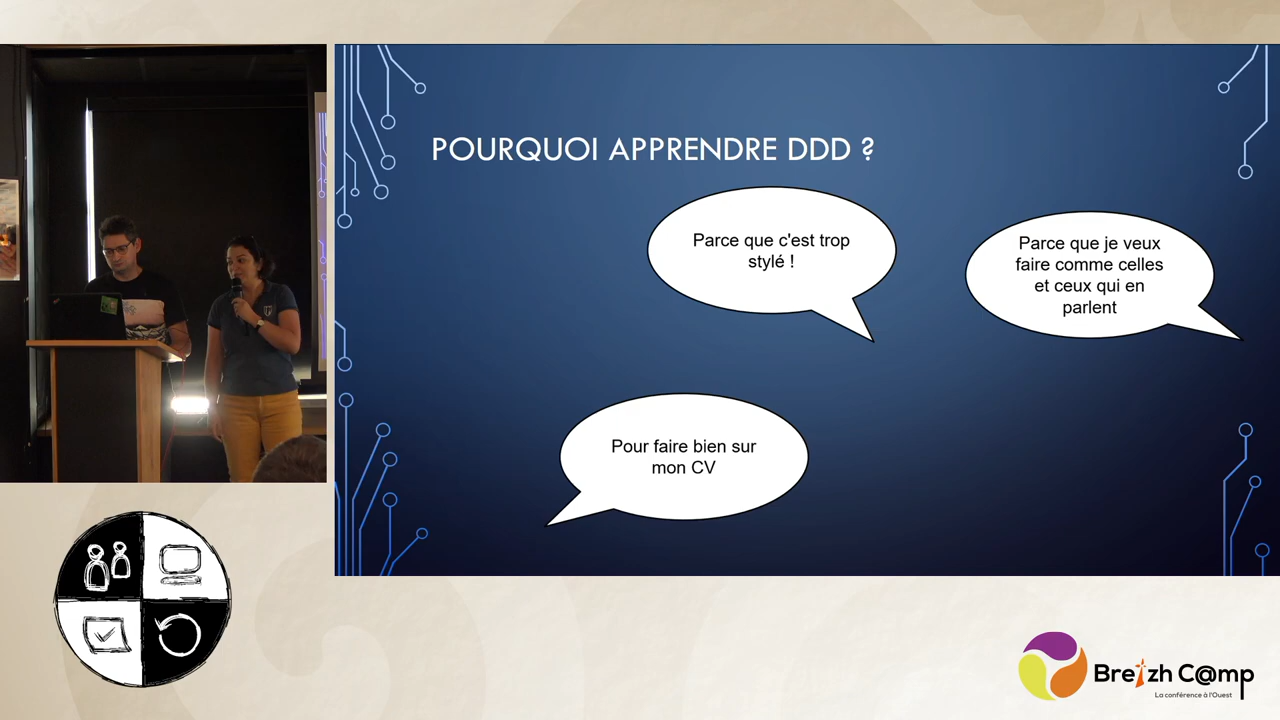 POURQUOI APPRENDRE DDD ?
Parce que c'est trop
stylé !
Parce que je veux
faire comme celles
et ceux qui en
parlent
Pour faire bien sur
mon CV
Breizh C@mp
La conférence à l'Ouest